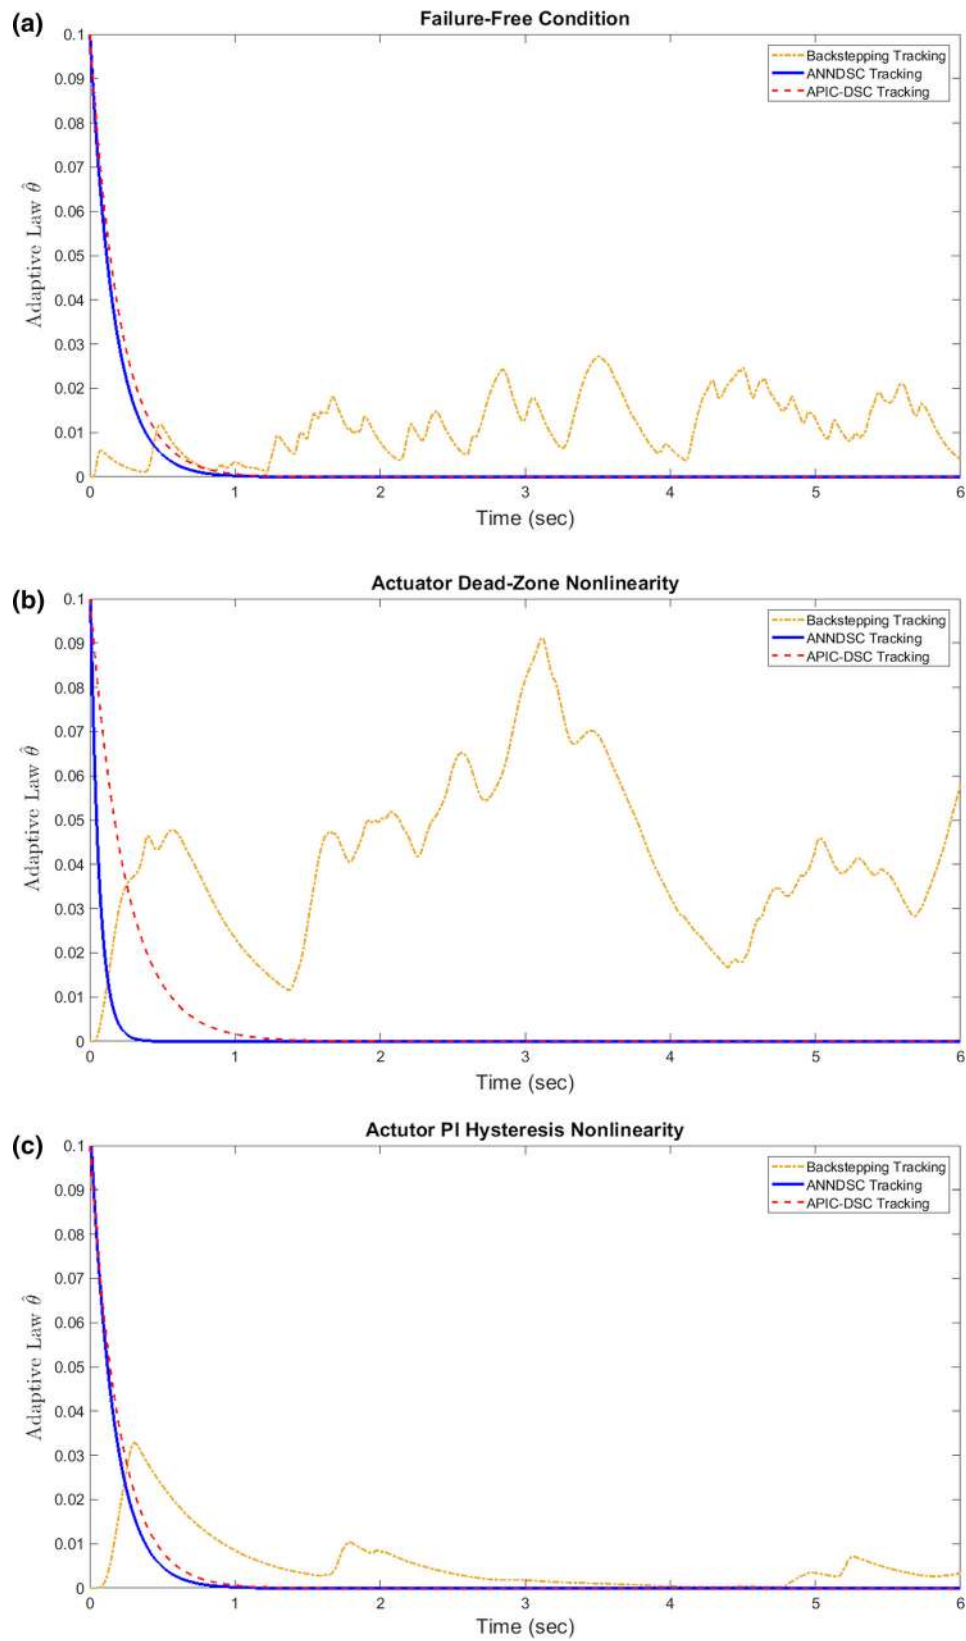 (a)
Failure-Free Condition
Backstepping Tracking
ANNDSC Tracking
APIC-DSC Tracking
0.1
0.09
0.08
0.07
0.06
0.05
0.04
0.03
0.02
0.01
0
Adaptive Law θ̂
0 1 2 3 4 5 6
Time (sec)
(b)
Actuator Dead-Zone Nonlinearity
Backstepping Tracking
ANNDSC Tracking
APIC-DSC Tracking
0.1
0.09
0.08
0.07
0.06
0.05
0.04
0.03
0.02
0.01
0
Adaptive Law θ̂
0 1 2 3 4 5 6
Time (sec)
(c)
Actutor PI Hysteresis Nonlinearity
Backstepping Tracking
ANNDSC Tracking
APIC-DSC Tracking
0.1
0.09
0.08
0.07
0.06
0.05
0.04
0.03
0.02
0.01
0
Adaptive Law θ̂
0 1 2 3 4 5 6
Time (sec)